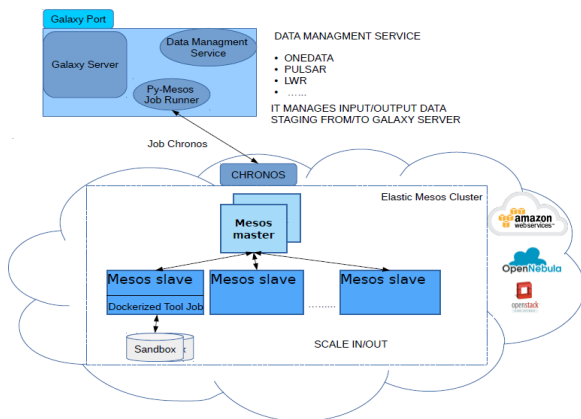 Galaxy Port
Galaxy Server
Data Managment
Service
Py-Mesos
Job Runner
DATA MANAGMENT SERVICE
• ONEDATA
• PULSAR
• LWR
• ......
IT MANAGES INPUT/OUTPUT DATA
STAGING FROM/TO GALAXY SERVER
Job Chronos
CHRONOS
Elastic Mesos Cluster
Mesos
master
Mesos slave
Dockerized Tool Job
Mesos slave
.........
Mesos slave
Sandbox
SCALE IN/OUT
amazon
webservices™
OpenNebula
openstack